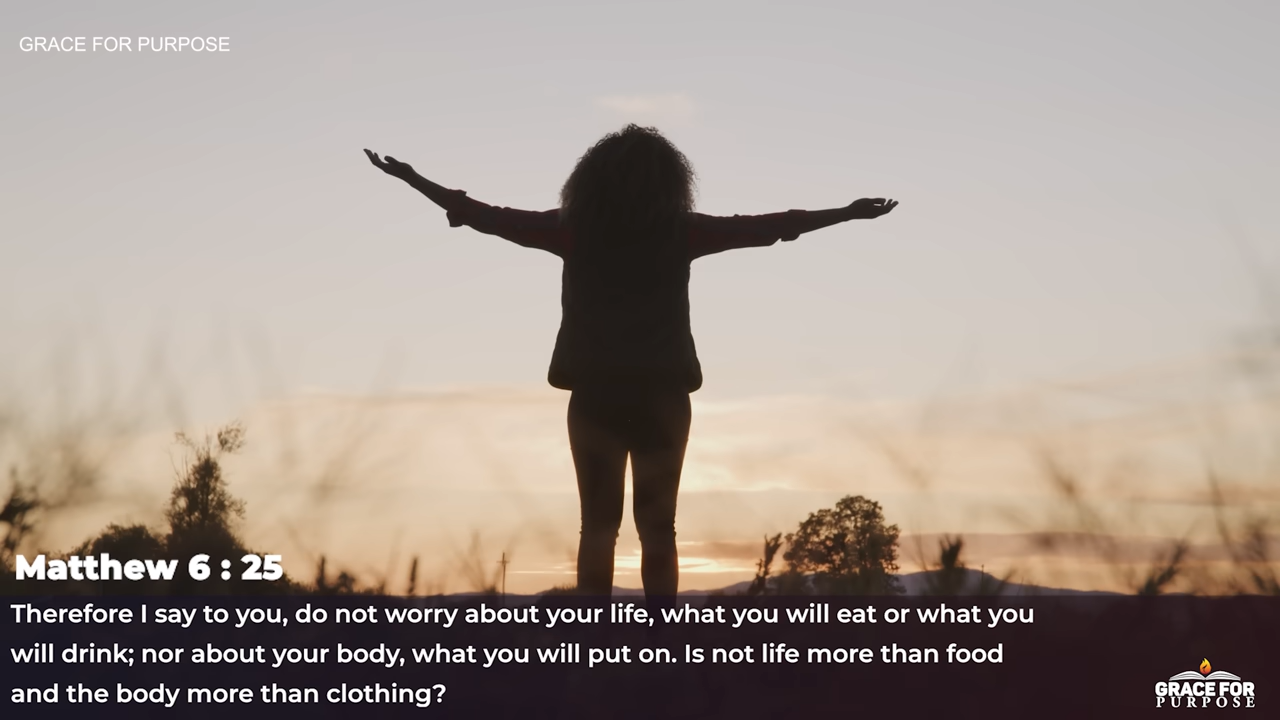 GRACE FOR PURPOSE
Matthew 6 : 25
Therefore I say to you, do not worry about your life, what you will eat or what you
will drink; nor about your body, what you will put on. Is not life more than food
and the body more than clothing?
GRACE FOR
PURPOSE